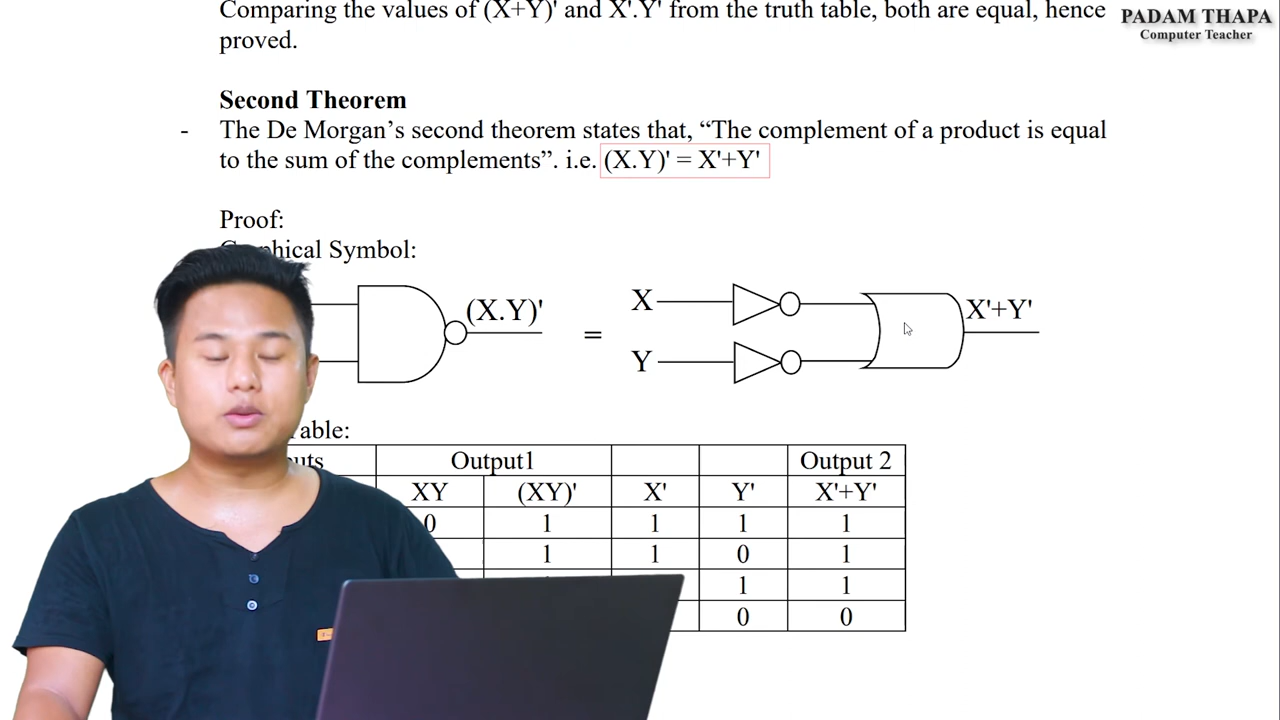 Comparing the values of (X+Y)' and X'.Y' from the truth table, both are equal, hence
proved.
PADAM THAPA
Computer Teacher
Second Theorem
- The De Morgan's second theorem states that, “The complement of a product is equal
to the sum of the complements”. i.e. (X.Y)' = X'+Y'
Proof:
Symbol:
(X.Y)' = X Y X'+Y'
Output1 Output 2
XY (XY)' X' Y' X'+Y'
0 1 1 1 1
1 1 0 1
1 1
0 0